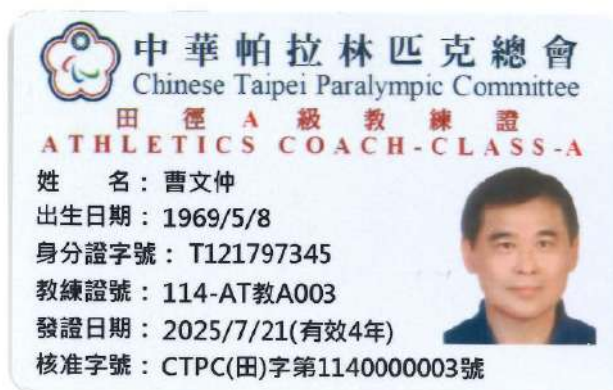 中華帕拉林匹克總會
Chinese Taipei Paralympic Committee
田徑A級教練證
ATHLETICS COACH-CLASS-A
姓名：曹文仲
出生日期：1969/5/8
身分證字號：T121797345
教練證號：114-AT教A003
發證日期：2025/7/21(有效4年)
核准字號：CTPC(田)字第1140000003號